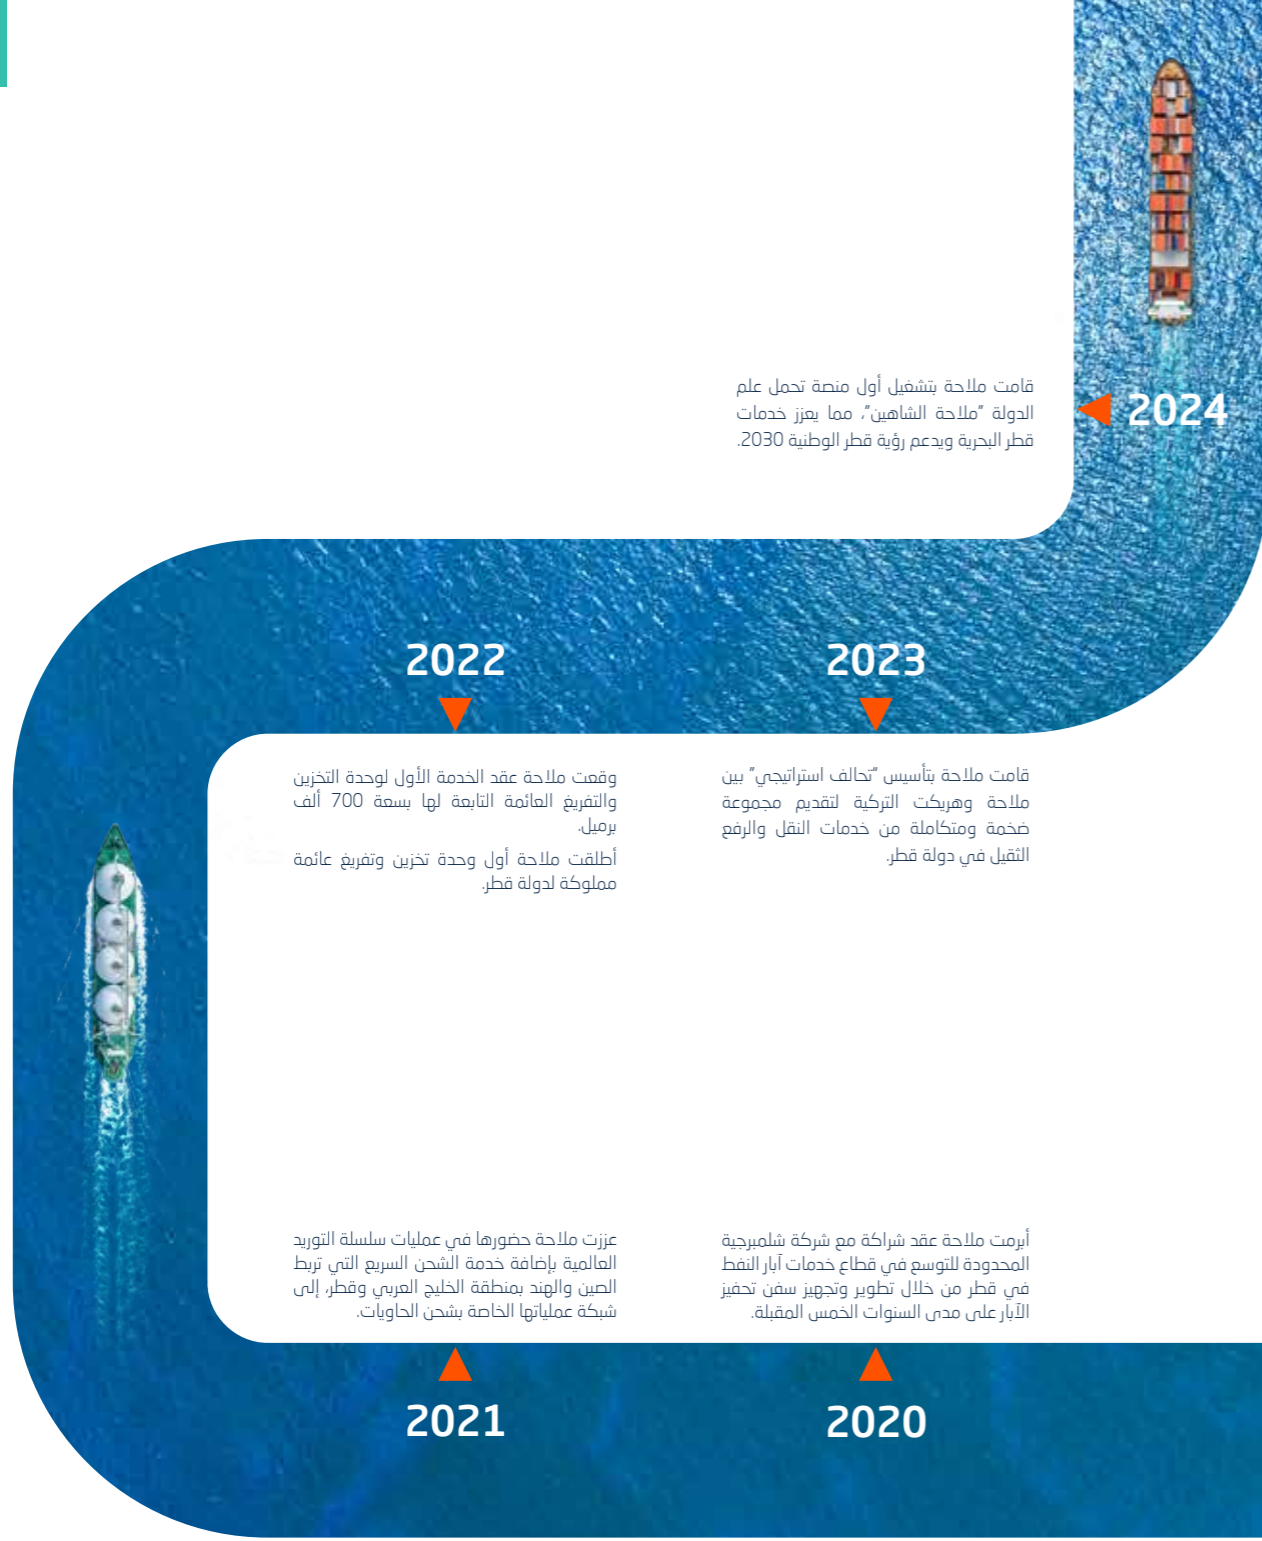 2024
قامت ملاحة بتشغيل أول منصة تحمل علم
الدولة "ملاحة الشاهين"، مما يعزز خدمات
قطر البحرية ويدعم رؤية قطر الوطنية 2030.
2023
قامت ملاحة بتأسيس "تحالف استراتيجي" بين
ملاحة وهريكت التركية لتقديم مجموعة
ضخمة ومتكاملة من خدمات النقل والرفع
الثقيل في دولة قطر.
2022
وقعت ملاحة عقد الخدمة الأول لوحدة التخزين
والتفريغ العائمة التابعة لها بسعة 700 ألف
برميل.
أطلقت ملاحة أول وحدة تخزين وتفريغ عائمة
مملوكة لدولة قطر.
أبرمت ملاحة عقد شراكة مع شركة شلمبرجية
المحدودة للتوسع في قطاع خدمات آبار النفط
في قطر من خلال تطوير وتجهيز سفن تحفيز
الآبار على مدى السنوات الخمس المقبلة.
2020
عززت ملاحة حضورها في عمليات سلسلة التوريد
العالمية بإضافة خدمة الشحن السريع التي تربط
الصين والهند بمنطقة الخليج العربي وقطر، إلى
شبكة عملياتها الخاصة بشحن الحاويات.
2021